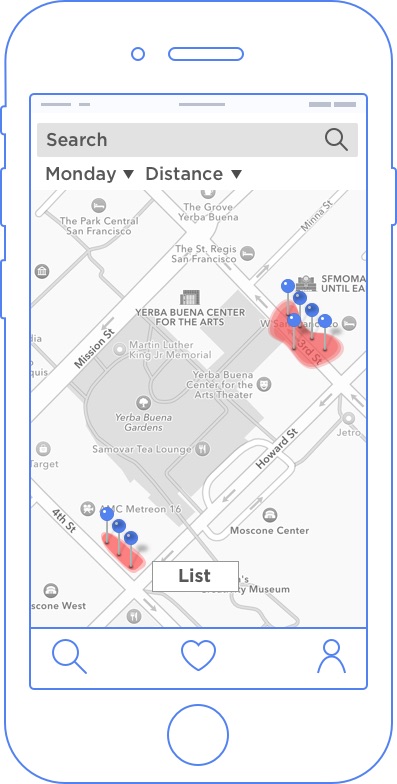 Search
Monday ▼ Distance ▼
The Grove
Yerba Buena
Minna St
The Park Central
San Francisco
The St. Regis
San Francisco
SFMOMA
UNTIL EA
YERBA BUENA CENTER
FOR THE ARTS
W San Francisco
Mission St
Martin Luther
King Jr Memorial
3rd St
Yerba Buena
Center for the
Arts Theater
Yerba Buena
Gardens
Jetro
Samovar Tea Lounge
Howard St
Target
AMC Metreon 16
4th St
Moscone Center
List
scone West
Museum